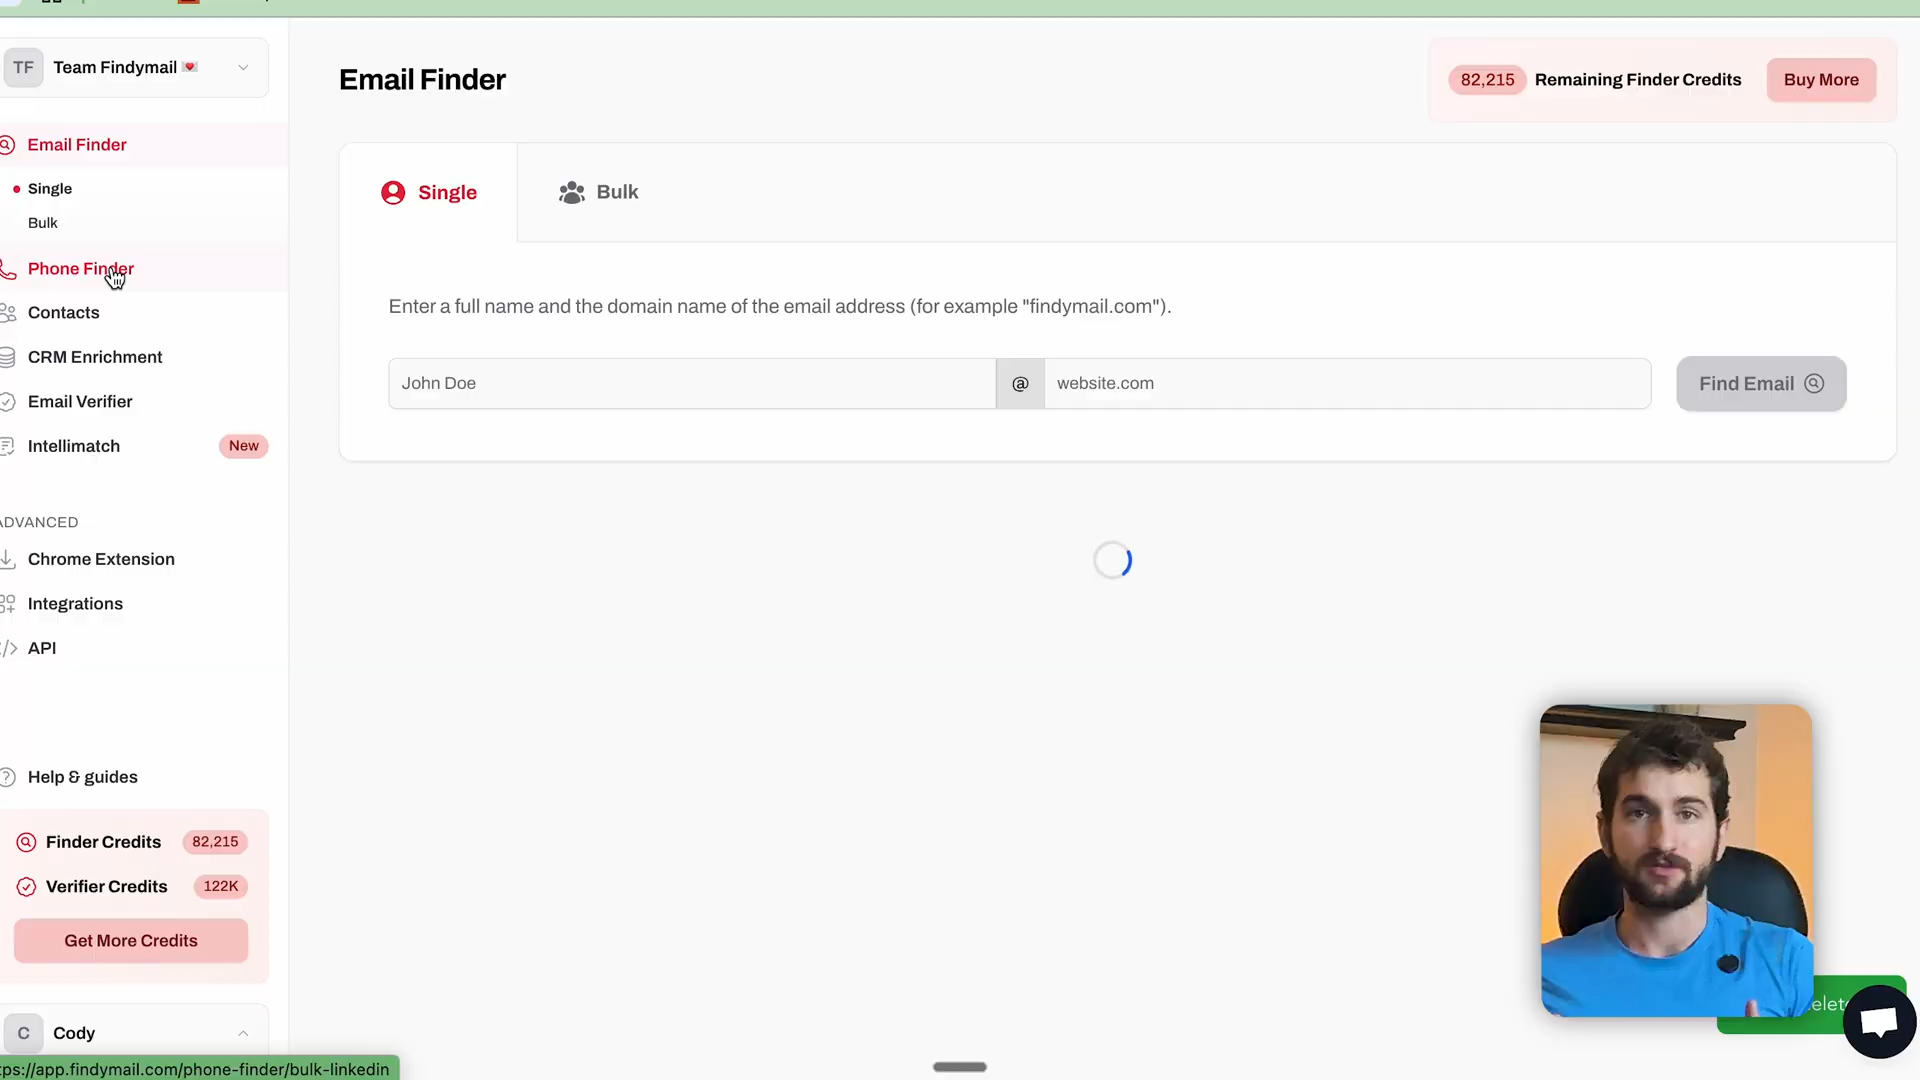 TF Team Findymail
Email Finder
Single
Bulk
Phone Finder
Contacts
CRM Enrichment
Email Verifier
Intellimatch New
ADVANCED
Chrome Extension
Integrations
API
Help & guides
Finder Credits 82,215
Verifier Credits 122K
Get More Credits
C Cody
tps://app.findymail.com/phone-finder/bulk-linkedin
Email Finder
82,215 Remaining Finder Credits Buy More
Single Bulk
Enter a full name and the domain name of the email address (for example "findymail.com").
John Doe @ website.com Find Email